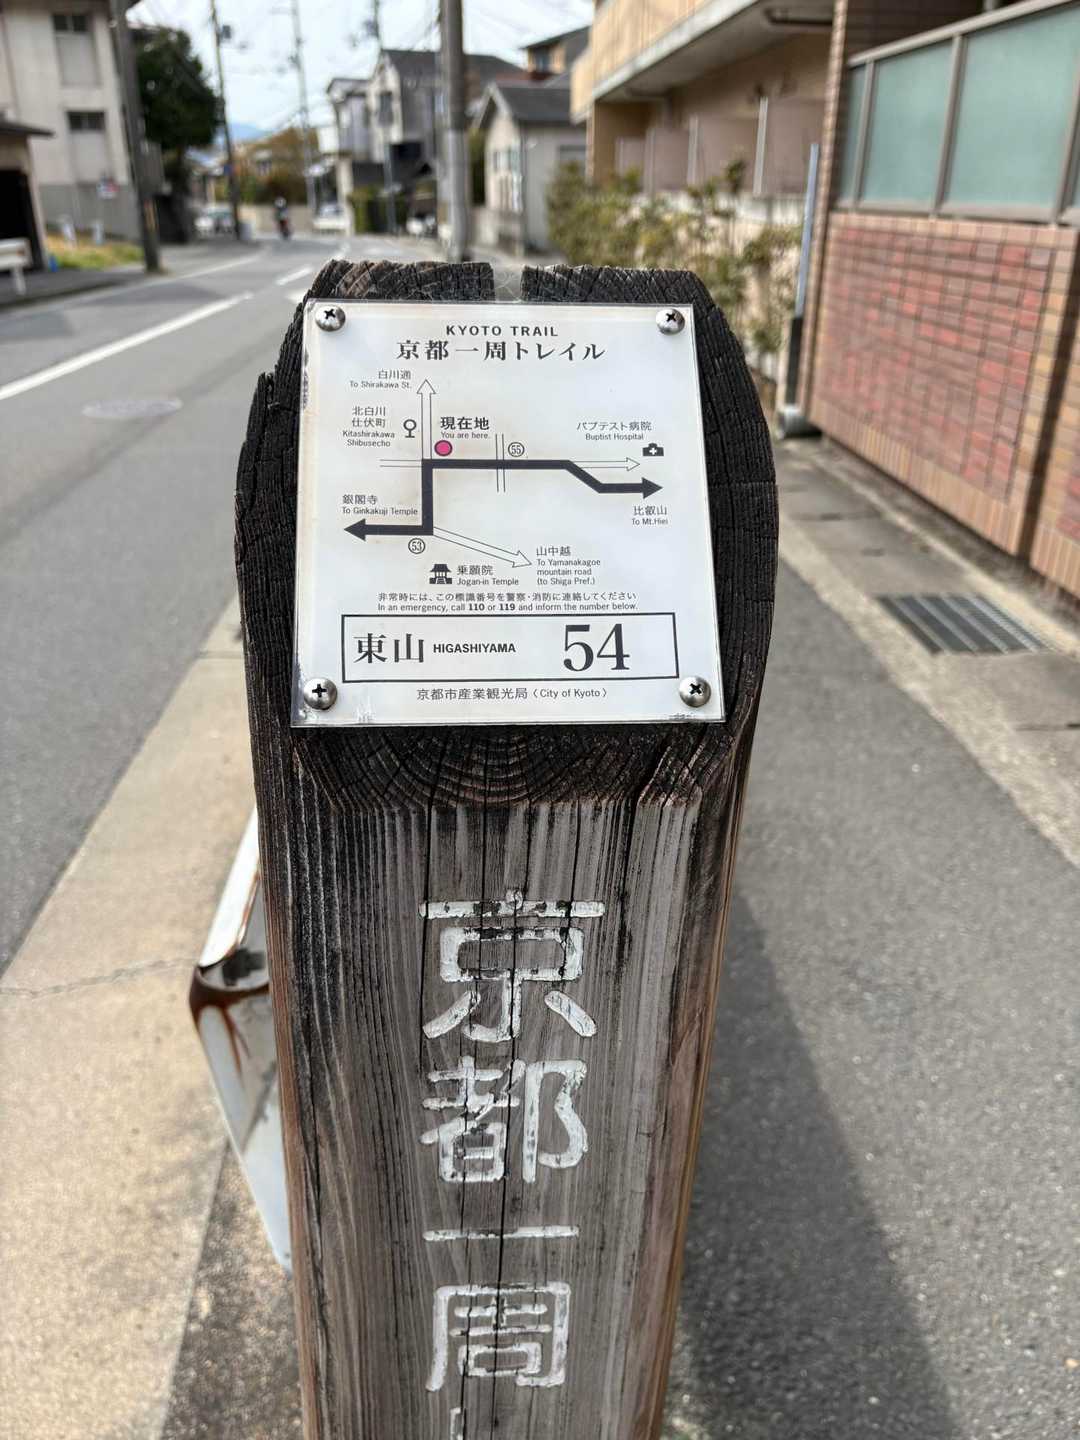 KYOTO TRAIL
京都一周トレイル
白川通
To Shirakawa St.
北白川
仕伏町
Kitashirakawa
Shibusecho
現在地
You are here.
55
バプテスト病院
Buptist Hospital
銀閣寺
To Ginkakuji Temple
比叡山
To Mt.Hiei
53
乗願院
Jogan-in Temple
山中越
To Yamanakagoe
mountain road
(to Shiga Pref.)
非常時には、この標識番号を警察・消防に連絡してください
In an emergency, call 110 or 119 and inform the number below.
東山 HIGASHIYAMA 54
京都市産業観光局〈City of Kyoto〉
京都一周